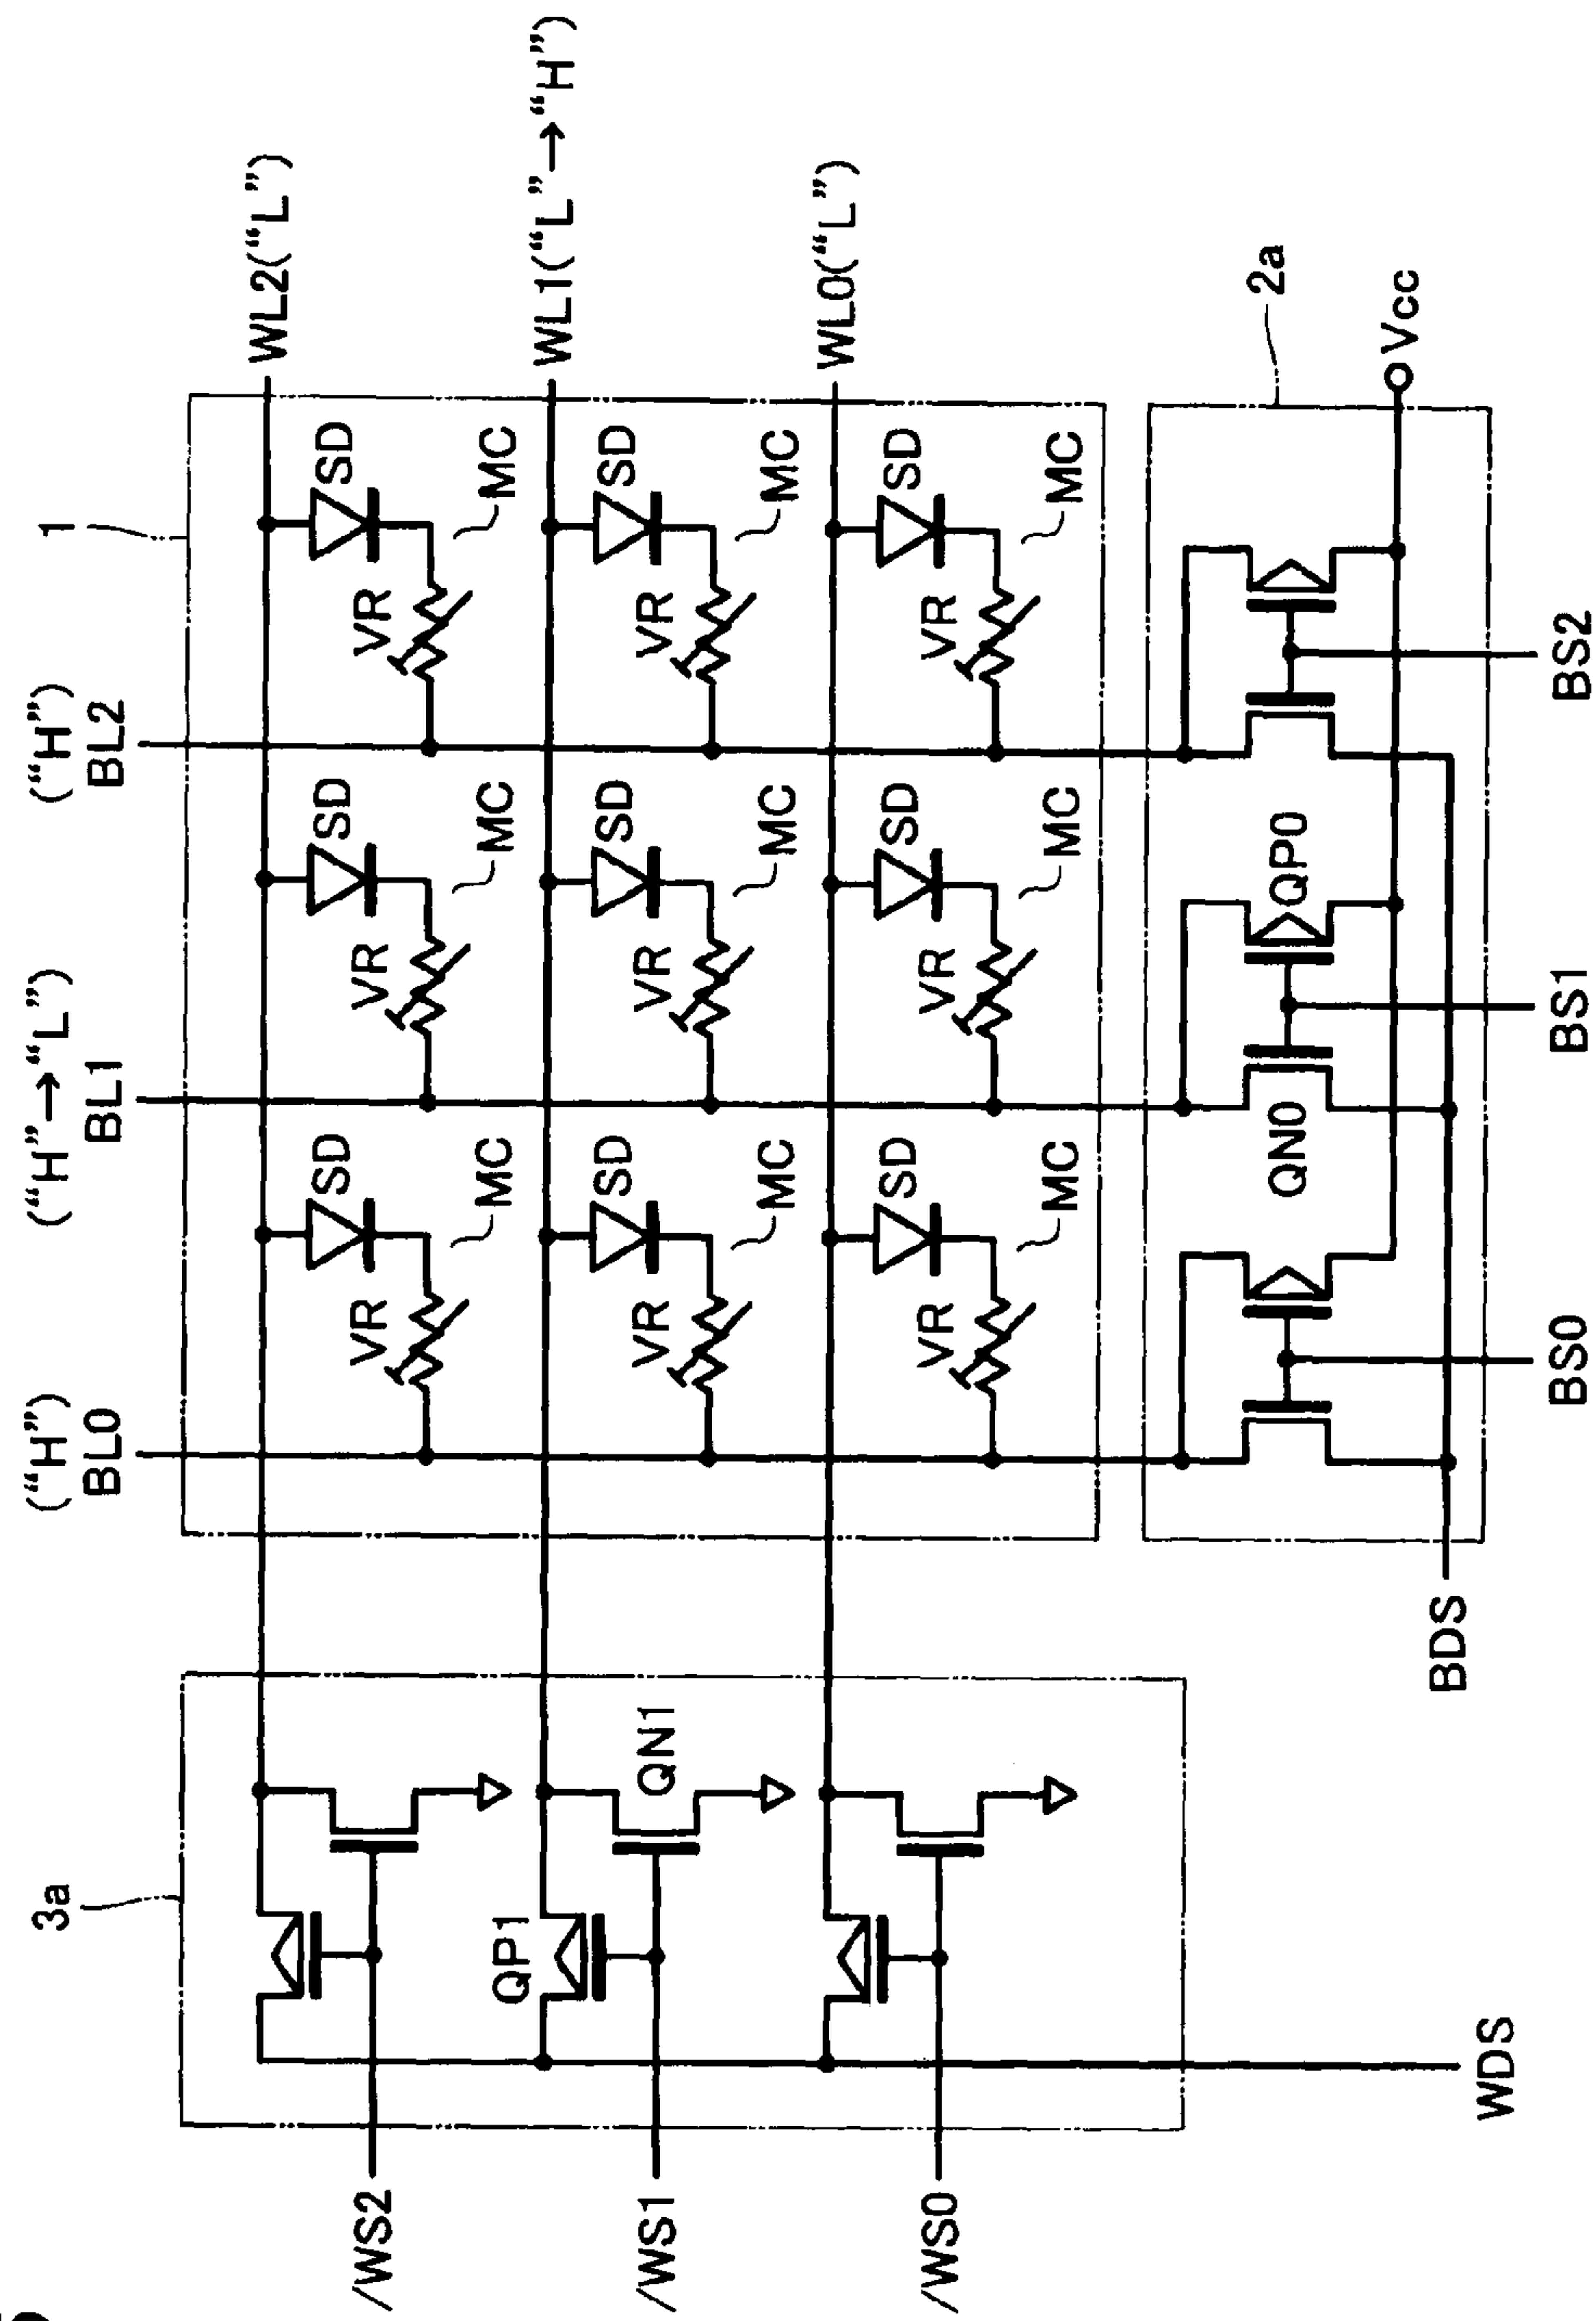 1
("H")
BL0
("H"→"L")
BL1
("H")
BL2
3a
WL2("L")
SD
SD
SD
VR
VR
VR
MC
MC
MC
/WS2
QP1
QN1
WL1("L"→"H")
SD
SD
SD
VR
VR
VR
MC
MC
MC
/WS1
WL0("L")
SD
SD
SD
VR
VR
VR
MC
MC
MC
/WS0
2a
QN0
QP0
Vcc
BDS
WDS
BS0
BS1
BS2